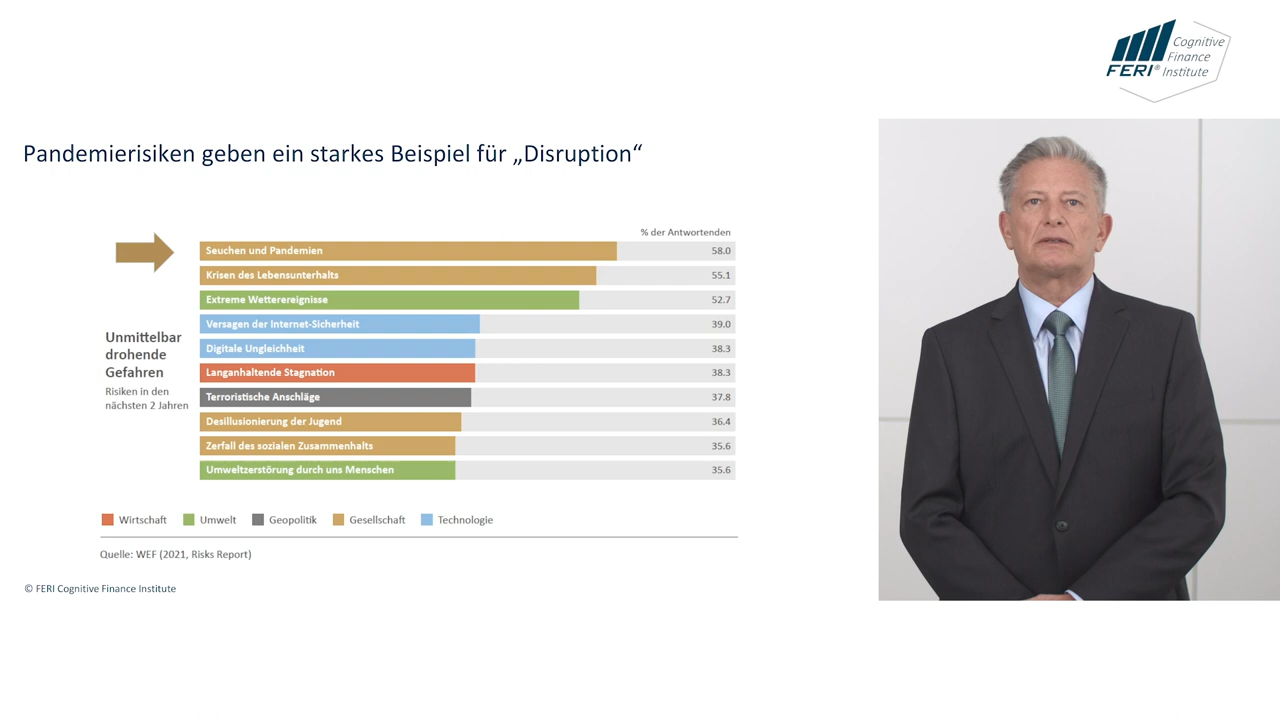 Cognitive
Finance
Institute
FERI®
Pandemierisiken geben ein starkes Beispiel für „Disruption“
% der Antwortenden
Seuchen und Pandemien 58.0
Krisen des Lebensunterhalts 55.1
Extreme Wetterereignisse 52.7
Versagen der Internet-Sicherheit 39.0
Digitale Ungleichheit 38.3
Langanhaltende Stagnation 38.3
Terroristische Anschläge 37.8
Desillusionierung der Jugend 36.4
Zerfall des sozialen Zusammenhalts 35.6
Umweltzerstörung durch uns Menschen 35.6
Unmittelbar
drohende
Gefahren
Risiken in den
nächsten 2 Jahren
Wirtschaft Umwelt Geopolitik Gesellschaft Technologie
Quelle: WEF (2021, Risks Report)
© FERI Cognitive Finance Institute